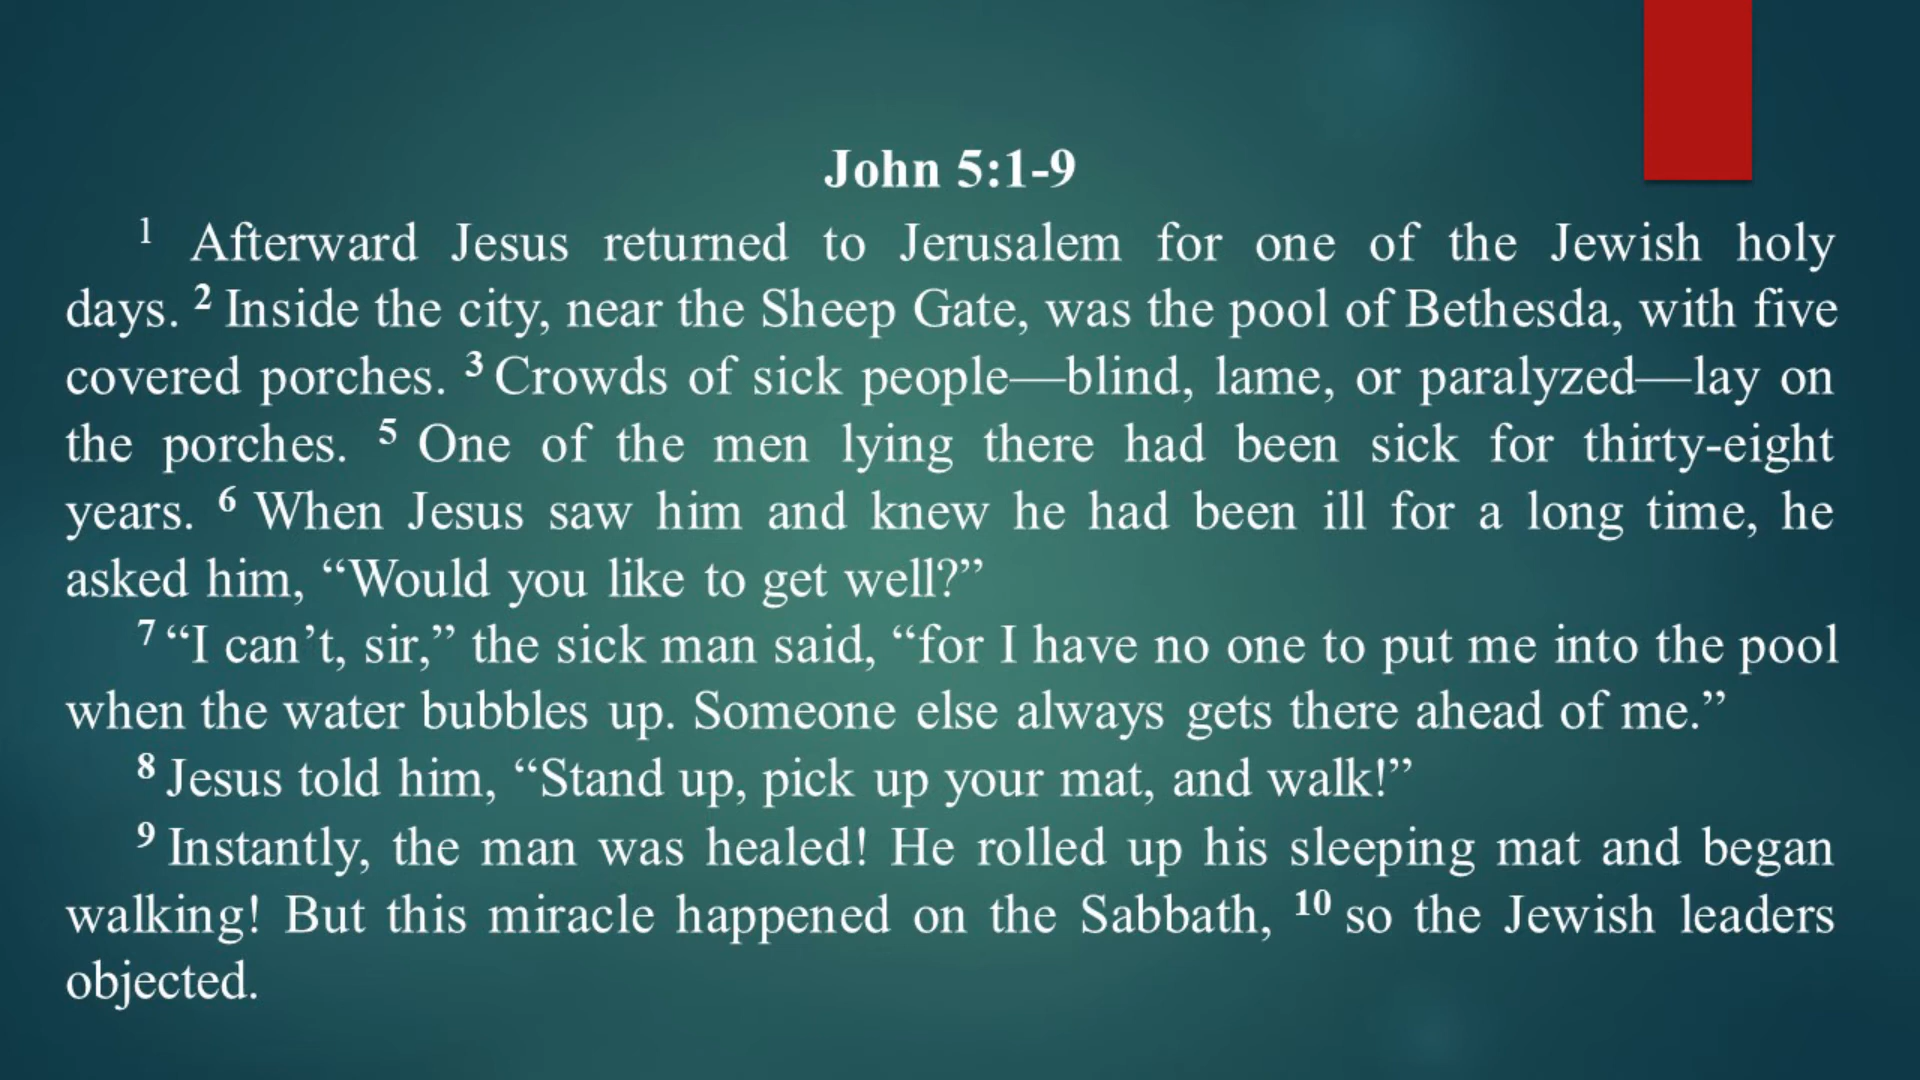 John 5:1-9
1 Afterward Jesus returned to Jerusalem for one of the Jewish holy
days. 2 Inside the city, near the Sheep Gate, was the pool of Bethesda, with five
covered porches. 3 Crowds of sick people—blind, lame, or paralyzed—lay on
the porches. 5 One of the men lying there had been sick for thirty-eight
years. 6 When Jesus saw him and knew he had been ill for a long time, he
asked him, “Would you like to get well?”
7 “I can’t, sir,” the sick man said, “for I have no one to put me into the pool
when the water bubbles up. Someone else always gets there ahead of me.”
8 Jesus told him, “Stand up, pick up your mat, and walk!”
9 Instantly, the man was healed! He rolled up his sleeping mat and began
walking! But this miracle happened on the Sabbath, 10 so the Jewish leaders
objected.